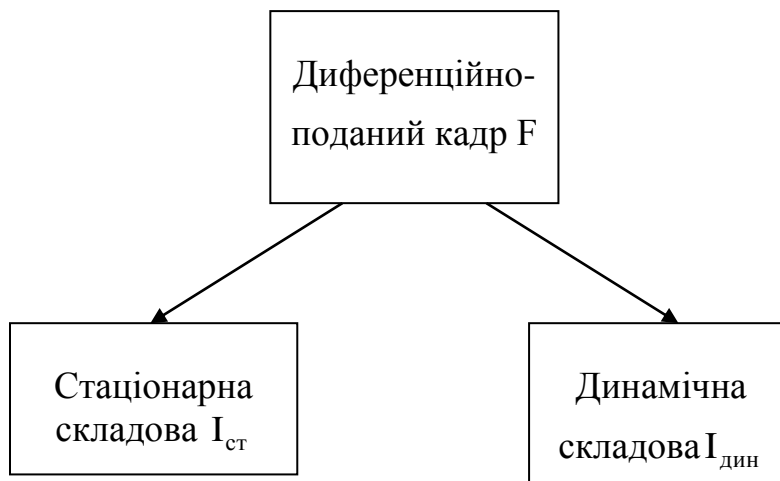 Диференційно-
поданий кадр F
Стаціонарна
складова Iст
Динамічна
складова Iдин